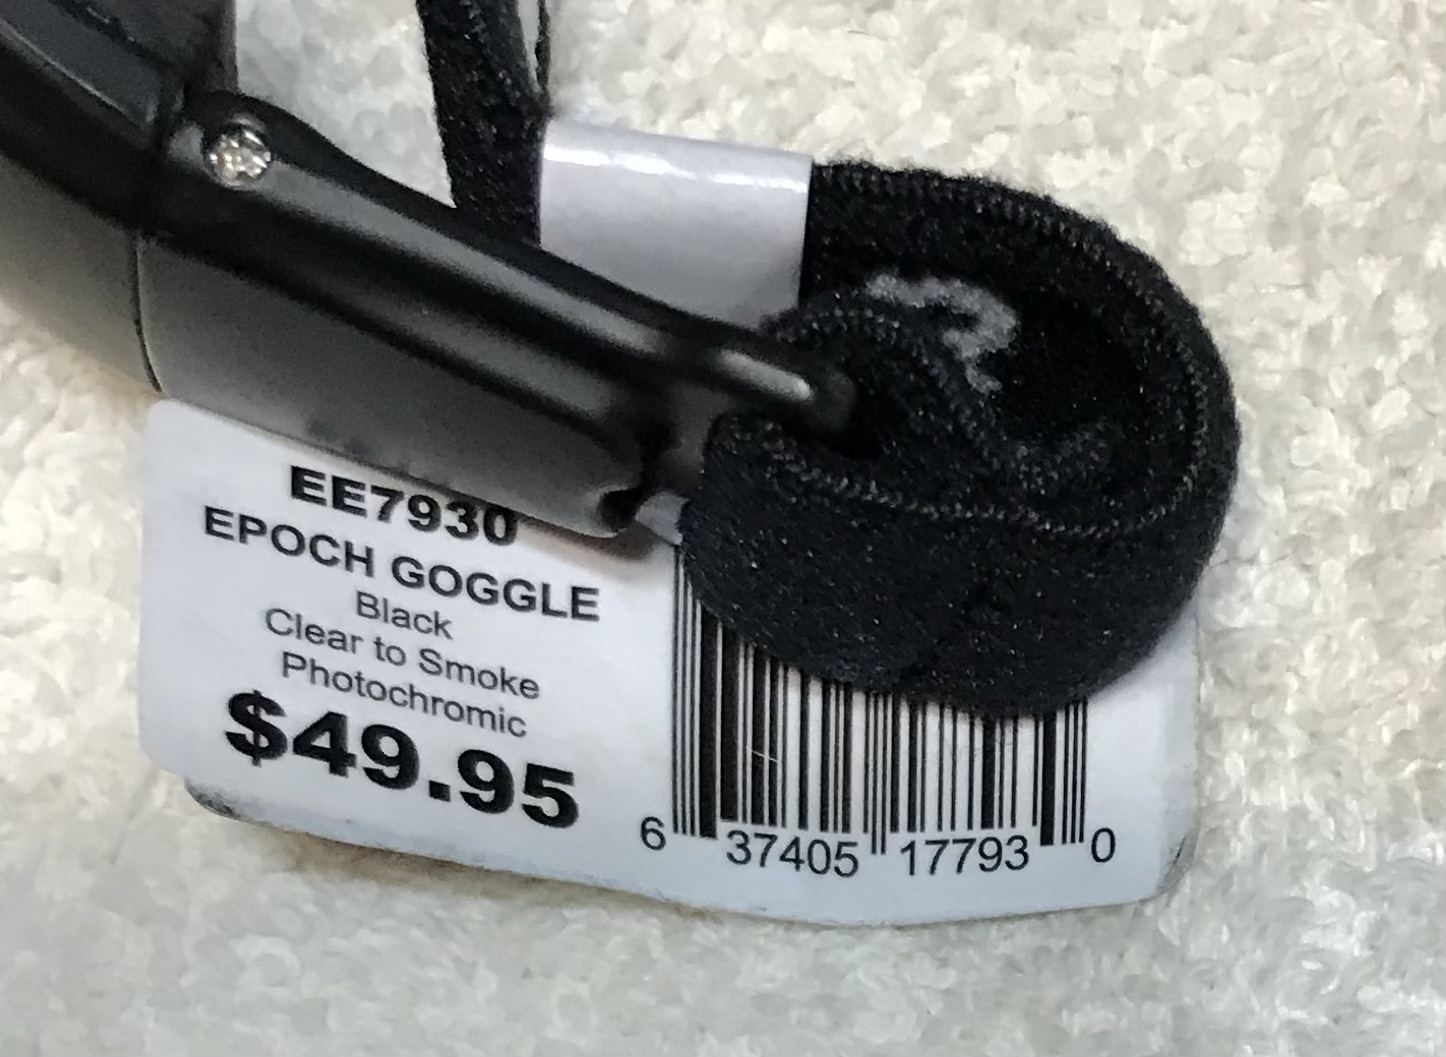 EE7930
EPOCH GOGGLE
Black
Clear to Smoke
Photochromic
$49.95
6 37405 17793 0